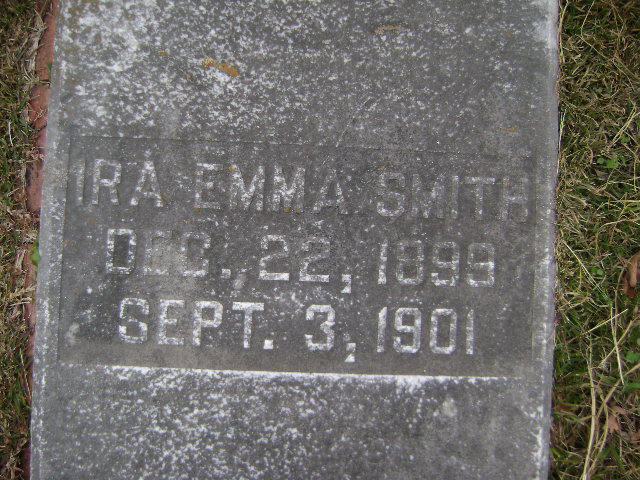 IRA EMMA SMITH
DEC. 22, 1899
SEPT. 3, 1901